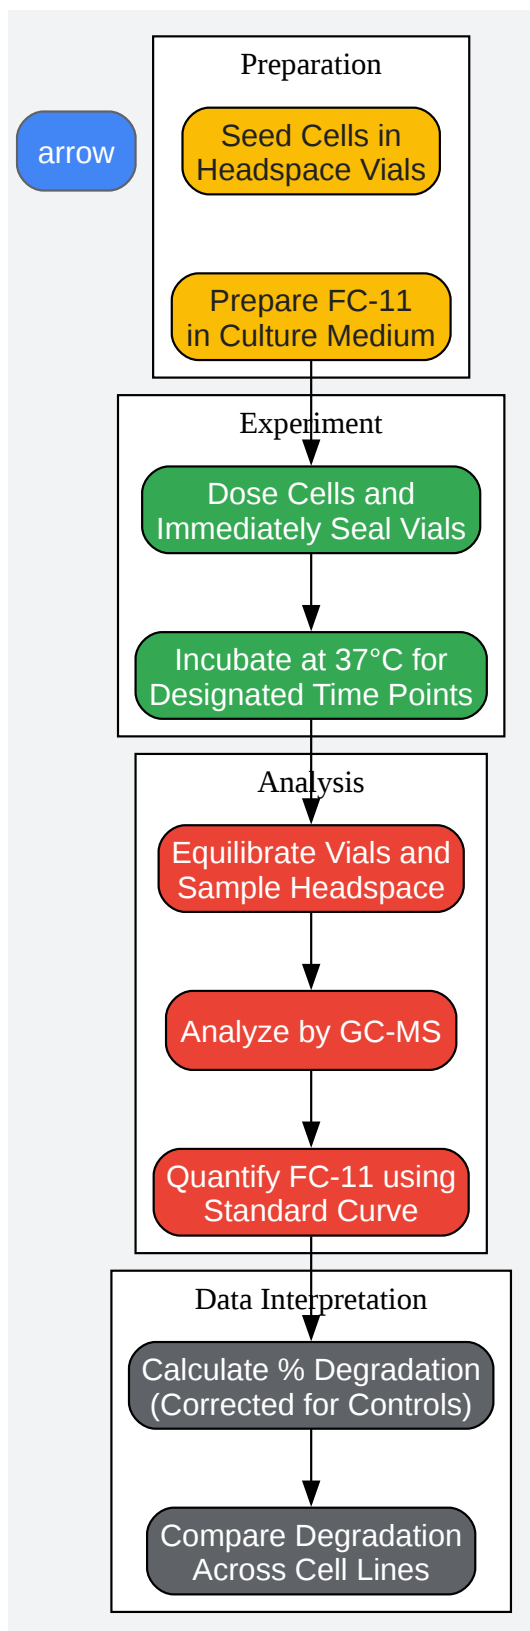 Preparation
arrow
Seed Cells in
Headspace Vials
Prepare FC-11
in Culture Medium
Experiment
Dose Cells and
Immediately Seal Vials
Incubate at 37°C for
Designated Time Points
Analysis
Equilibrate Vials and
Sample Headspace
Analyze by GC-MS
Quantify FC-11 using
Standard Curve
Data Interpretation
Calculate % Degradation
(Corrected for Controls)
Compare Degradation
Across Cell Lines